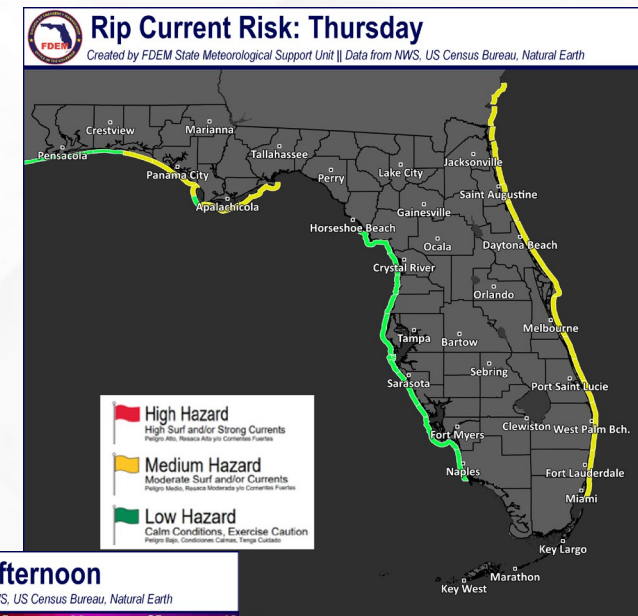 FDEM
Rip Current Risk: Thursday
Created by FDEM State Meteorological Support Unit || Data from NWS, US Census Bureau, Natural Earth
Crestview
Marianna
Pensacola
Tallahassee
Jacksonville
Panama City
Perry
Lake City
Saint Augustine
Apalachicola
Gainesville
Horseshoe Beach
Ocala
Daytona Beach
Crystal River
Orlando
Melbourne
Tampa
Bartow
Sebring
Sarasota
Port Saint Lucie
Clewiston
West Palm Bch.
Fort Myers
Naples
Fort Lauderdale
Miami
Key Largo
Marathon
Key West
High Hazard
High Surf and/or Strong Currents
Peligro Alto, Resaca Alta y/o Corrientes Fuertes
Medium Hazard
Moderate Surf and/or Currents
Peligro Medio, Resaca Moderada y/o Corrientes Fuertes
Low Hazard
Calm Conditions, Exercise Caution
Peligro Bajo, Condiciones Calmas, Tenga Cuidado
fternoon
S, US Census Bureau, Natural Earth